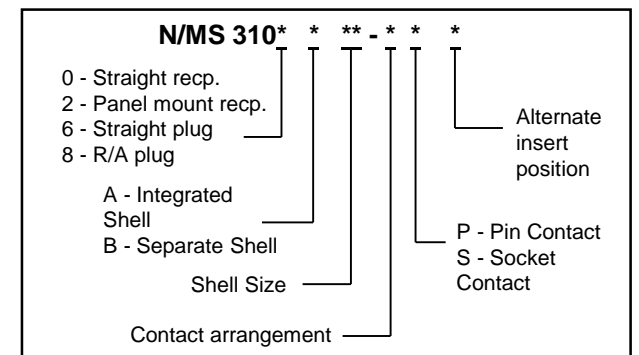 N/MS 310* * ** - * * *
0 - Straight recp.
2 - Panel mount recp.
6 - Straight plug
8 - R/A plug
Alternate
insert
position
A - Integrated
Shell
B - Separate Shell
P - Pin Contact
S - Socket
Contact
Shell Size
Contact arrangement